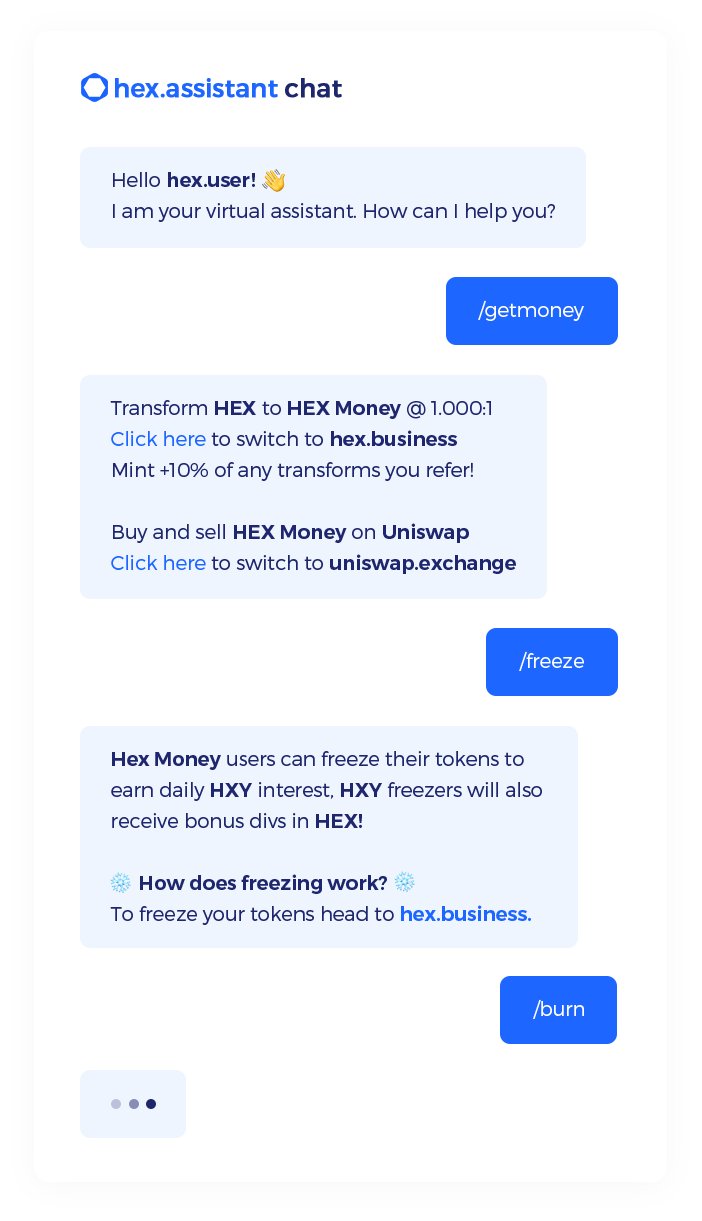 hex.assistant chat
Hello hex.user! 👋
I am your virtual assistant. How can I help you?
/getmoney
Transform HEX to HEX Money @ 1.000:1
Click here to switch to hex.business
Mint +10% of any transforms you refer!
Buy and sell HEX Money on Uniswap
Click here to switch to uniswap.exchange
/freeze
Hex Money users can freeze their tokens to
earn daily HXY interest, HXY freezers will also
receive bonus divs in HEX!
❄️ How does freezing work? ❄️
To freeze your tokens head to hex.business.
/burn